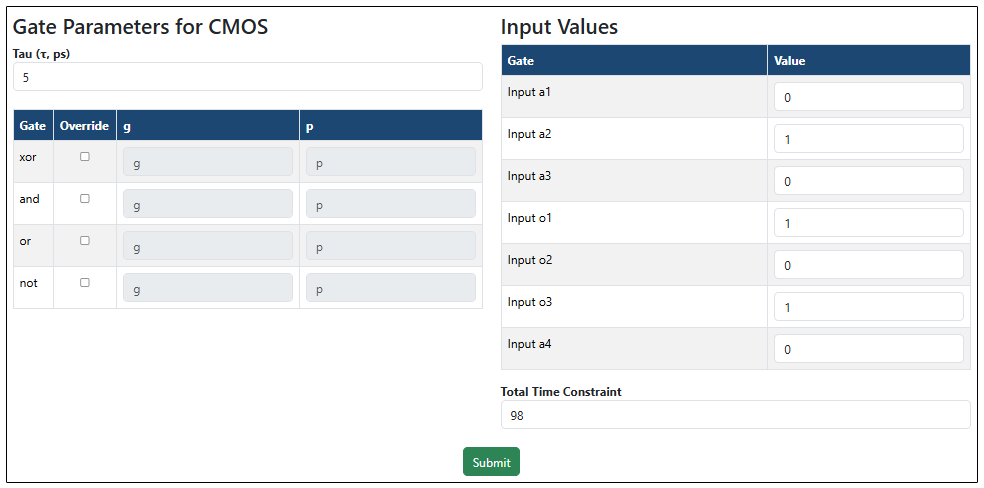 Gate Parameters for CMOS
Tau (τ, ps)
5
Gate Override g p
xor g p
and g p
or g p
not g p
Input Values
Gate Value
Input a1 0
Input a2 1
Input a3 0
Input o1 1
Input o2 0
Input o3 1
Input a4 0
Total Time Constraint
98
Submit